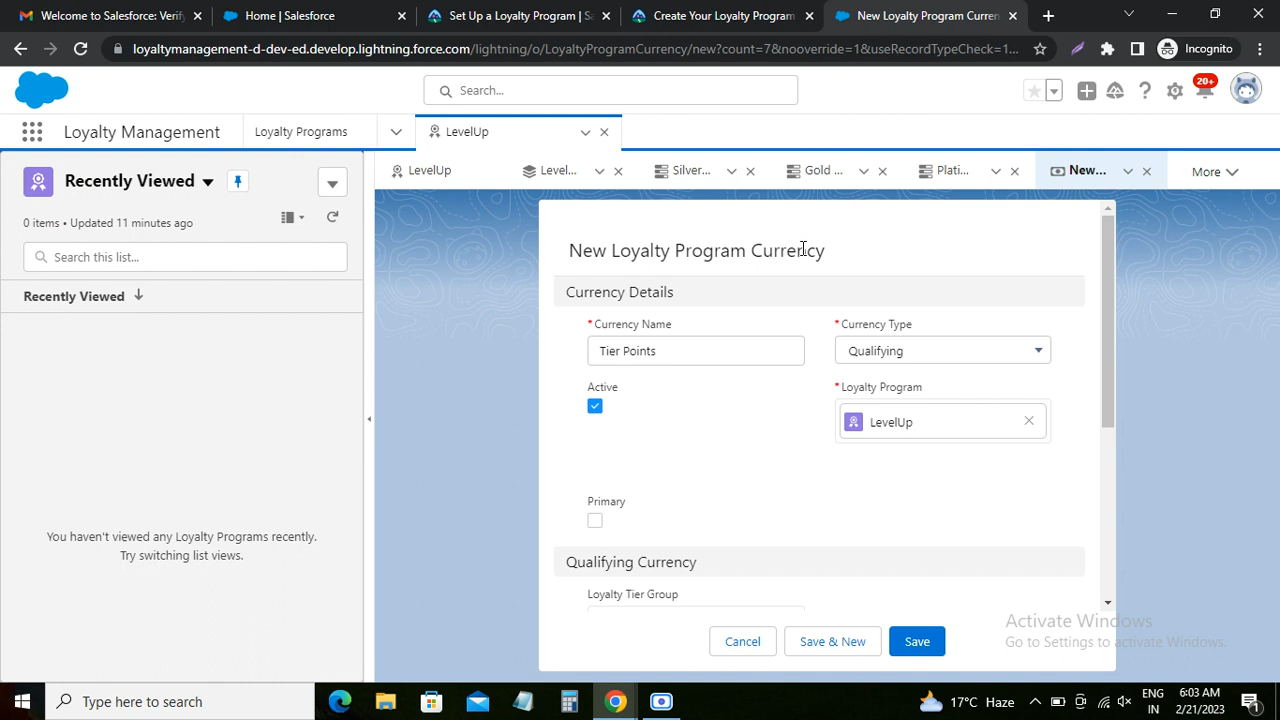 Welcome to Salesforce: Verify
Home | Salesforce
Set Up a Loyalty Program | Sa
Create Your Loyalty Program
New Loyalty Program Curren
loyaltymanagement-d-dev-ed.develop.lightning.force.com/lightning/o/LoyaltyProgramCurrency/new?count=7&nooverride=1&useRecordTypeCheck=1...
Incognito
Search...
20+
Loyalty Management
Loyalty Programs
LevelUp
Recently Viewed
LevelUp
Level...
Silver...
Gold ...
Plati...
New...
More
0 items • Updated 11 minutes ago
Search this list...
Recently Viewed
You haven't viewed any Loyalty Programs recently.
Try switching list views.
New Loyalty Program Currency
Currency Details
* Currency Name
* Currency Type
Tier Points
Qualifying
Active
* Loyalty Program
LevelUp
Primary
Qualifying Currency
Loyalty Tier Group
Cancel
Save & New
Save
Activate Windows
Go to Settings to activate Windows.
Type here to search
17°C Haze
ENG
IN
6:03 AM
2/21/2023
1